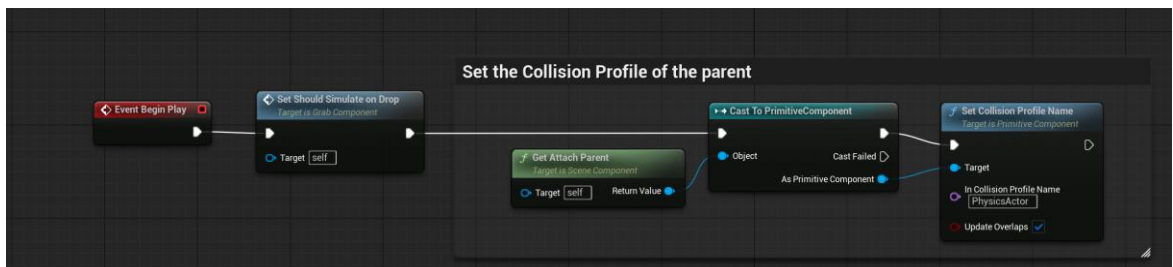 Set the Collision Profile of the parent
Event Begin Play
Set Should Simulate on Drop
Target is Grab Component
Target self
Get Attach Parent
Target is Scene Component
Target self Return Value
Cast To PrimitiveComponent
Object Cast Failed
As Primitive Component
Set Collision Profile Name
Target is Primitive Component
Target
In Collision Profile Name
PhysicsActor
Update Overlaps